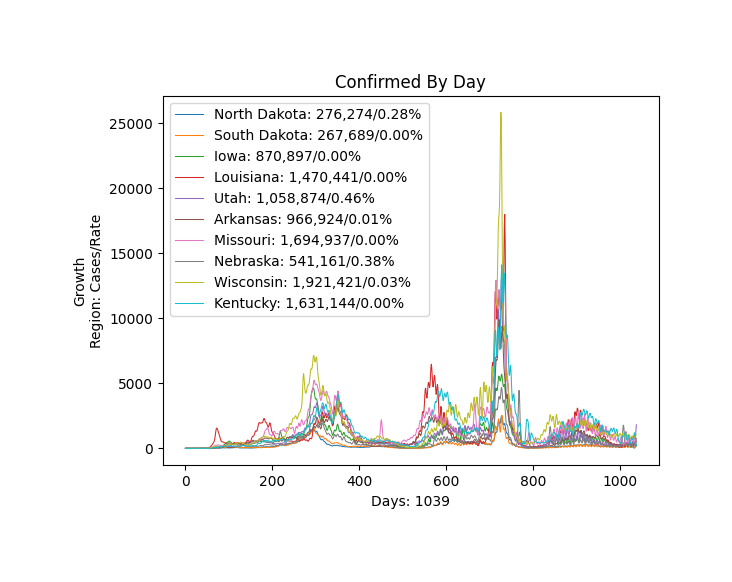 Confirmed By Day
North Dakota: 276,274/0.28%
South Dakota: 267,689/0.00%
Iowa: 870,897/0.00%
Louisiana: 1,470,441/0.00%
Utah: 1,058,874/0.46%
Arkansas: 966,924/0.01%
Missouri: 1,694,937/0.00%
Nebraska: 541,161/0.38%
Wisconsin: 1,921,421/0.03%
Kentucky: 1,631,144/0.00%
Growth
Region: Cases/Rate
25000
20000
15000
10000
5000
0
0 200 400 600 800 1000
Days: 1039